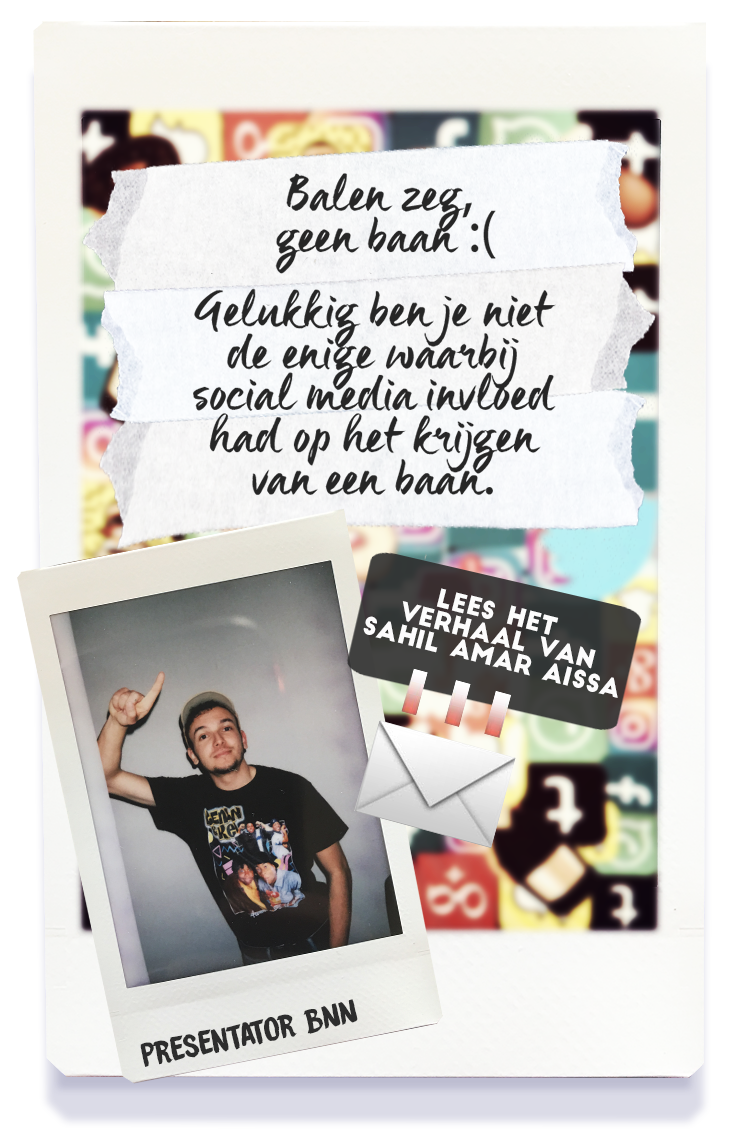 Balen zeg,
geen baan :(
Gelukkig ben je niet
de enige waarbij
social media invloed
had op het krijgen
van een baan.
LEES HET
VERHAAL VAN
SAHIL AMAR AISSA
PRESENTATOR BNN